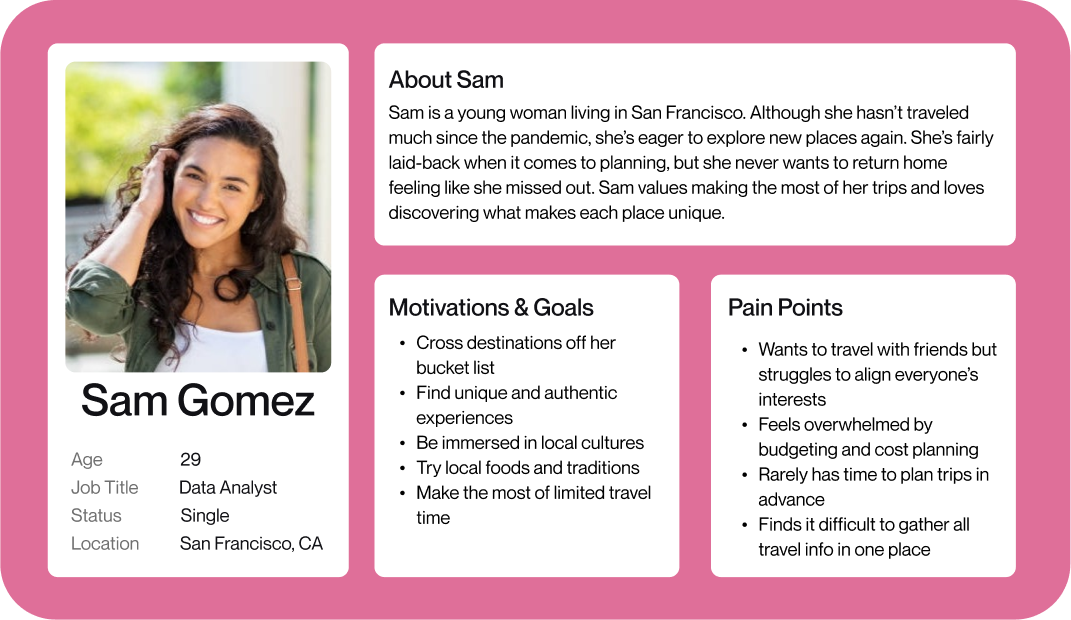 Sam Gomez
Age 29
Job Title Data Analyst
Status Single
Location San Francisco, CA
About Sam
Sam is a young woman living in San Francisco. Although she hasn’t traveled
much since the pandemic, she’s eager to explore new places again. She’s fairly
laid-back when it comes to planning, but she never wants to return home
feeling like she missed out. Sam values making the most of her trips and loves
discovering what makes each place unique.
Motivations & Goals
• Cross destinations off her
bucket list
• Find unique and authentic
experiences
• Be immersed in local cultures
• Try local foods and traditions
• Make the most of limited travel
time
Pain Points
• Wants to travel with friends but
struggles to align everyone’s
interests
• Feels overwhelmed by
budgeting and cost planning
• Rarely has time to plan trips in
advance
• Finds it difficult to gather all
travel info in one place